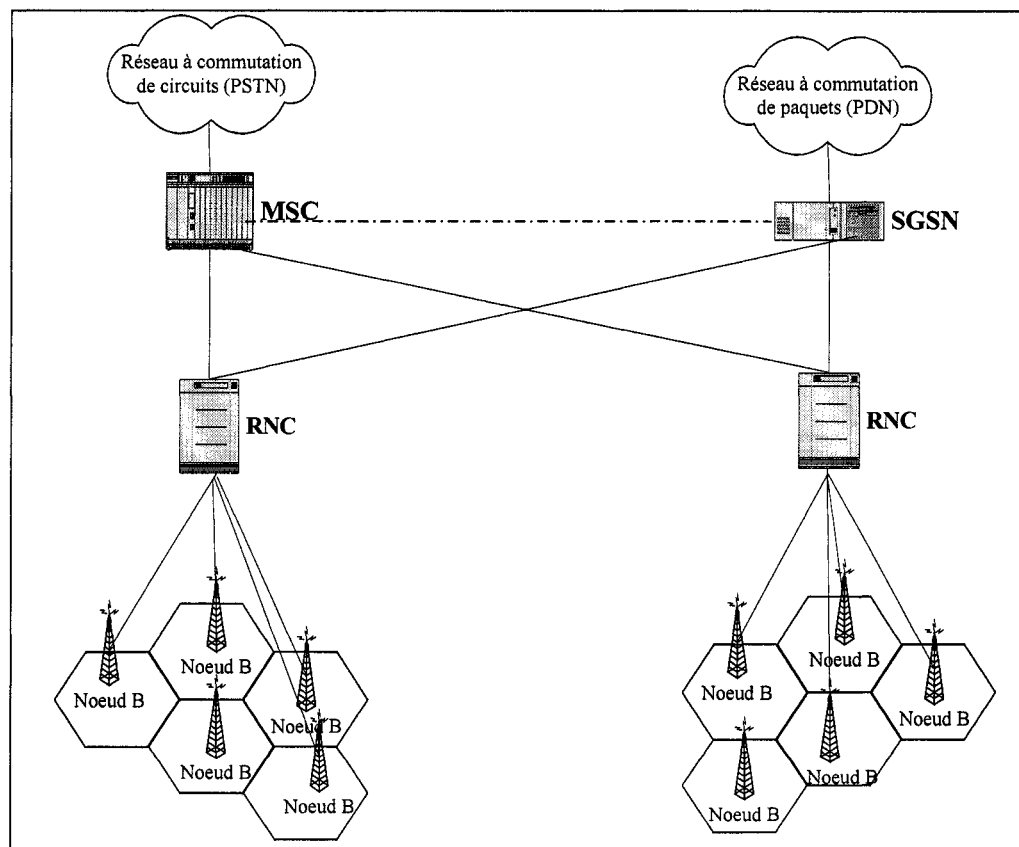 Réseau à commutation
de circuits (PSTN)
Réseau à commutation
de paquets (PDN)
MSC
SGSN
RNC
RNC
Noeud B
Noeud B
Noeud B
Noeud B
Noeud B
Noeud B
Noeud B
Noeud B
Noeud B
Noeud B